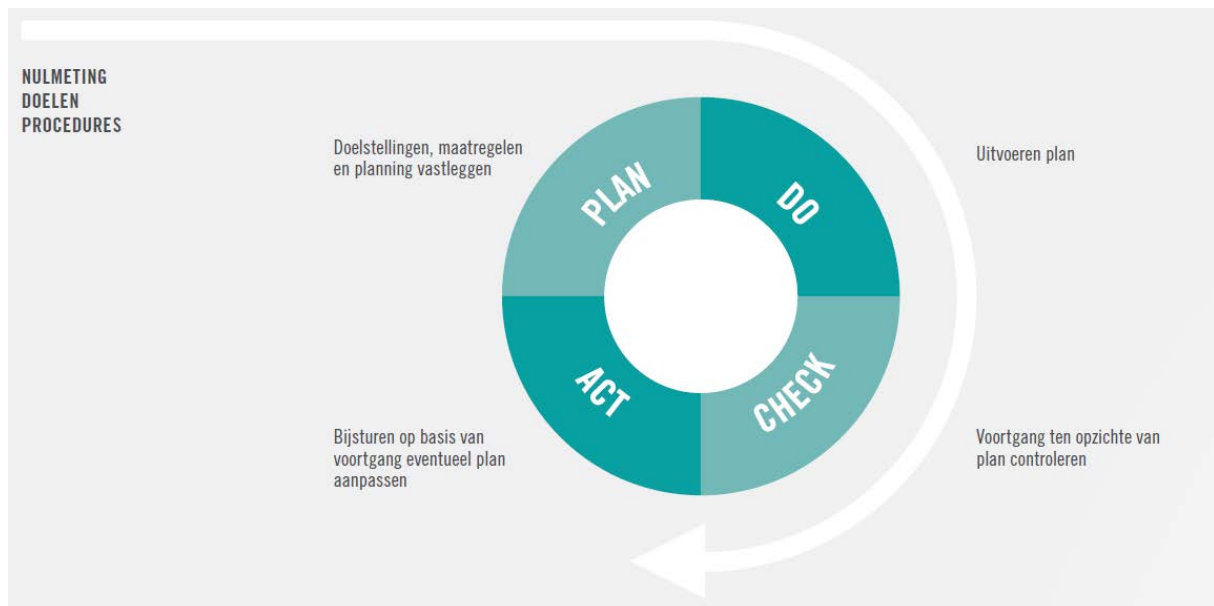 NULMETING
DOELEN
PROCEDURES
Doelstellingen, maatregelen
en planning vastleggen
PLAN
DO
Uitvoeren plan
ACT
CHECK
Bijsturen op basis van
voortgang eventueel plan
aanpassen
Voortgang ten opzichte van
plan controleren